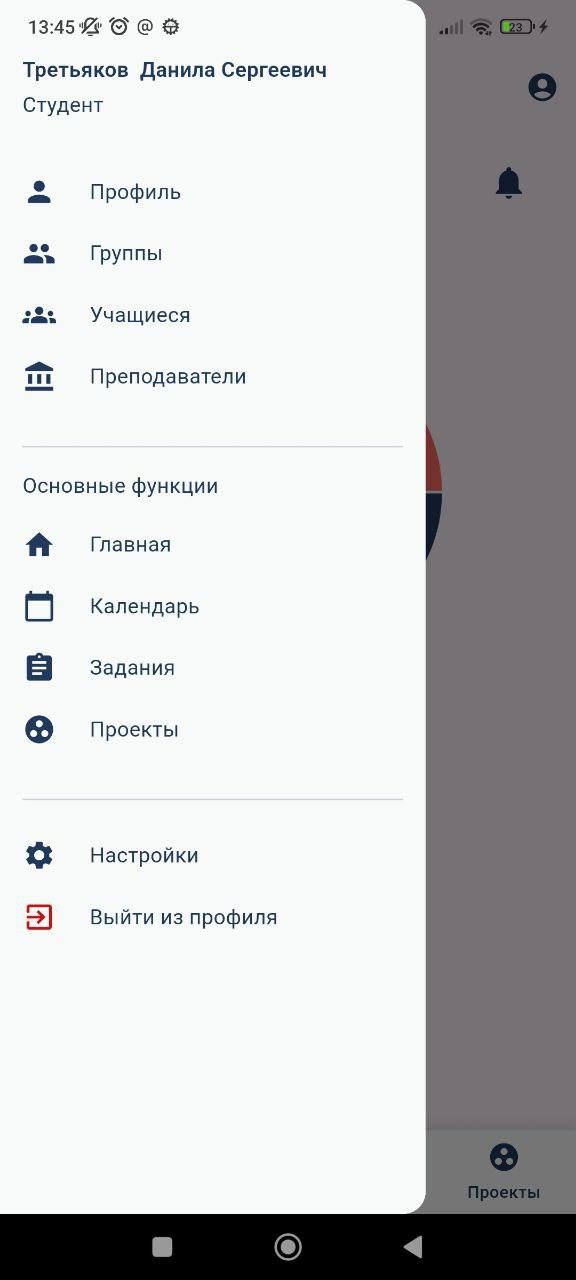 13:45 @ 23
Третьяков Данила Сергеевич
Студент
Профиль
Группы
Учащиеся
Преподаватели
Основные функции
Главная
Календарь
Задания
Проекты
Настройки
Выйти из профиля
Проекты